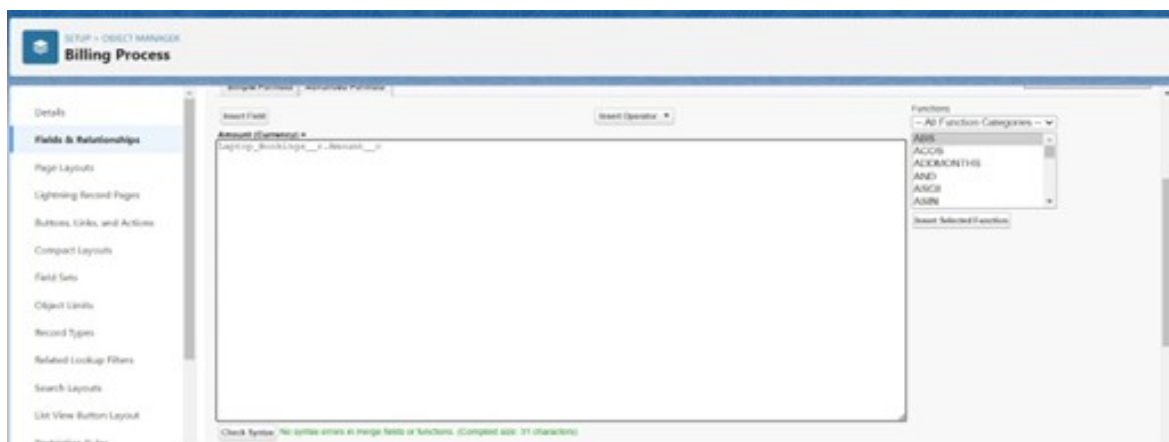 SETUP > OBJECT MANAGER
Billing Process
Simple Formula
Advanced Formula
Details
Fields & Relationships
Page Layouts
Lightning Record Pages
Buttons, Links, and Actions
Compact Layouts
Field Sets
Object Limits
Record Types
Related Lookup Filters
Search Layouts
List View Button Layout
Restriction Rules
Insert Field
Insert Operator
Amount (Currency) =
Laptop_Bookings__r.Amount__c
Check Syntax
No syntax errors in merge fields or functions. (Compiled size: 31 characters)
Functions
-- All Function Categories --
ABS
ACOS
ADDMONTHS
AND
ASCII
ASIN
Insert Selected Function